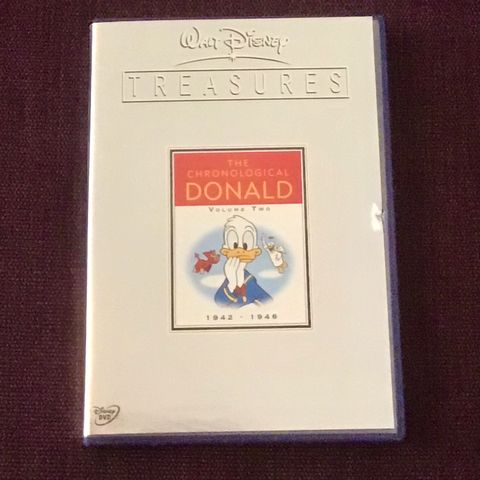 WALT DISNEY
TREASURES
THE
CHRONOLOGICAL
DONALD
VOLUME TWO
1942 - 1946
DISNEY
DVD